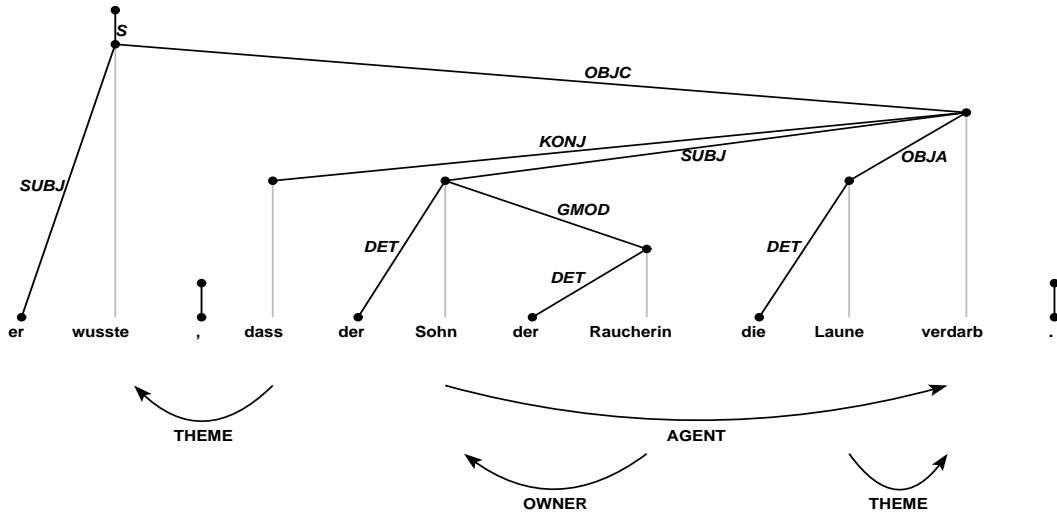 S
OBJC
KONJ
SUBJ
OBJA
SUBJ
GMOD
DET
DET
DET
er wusste , dass der Sohn der Raucherin die Laune verdarb .
THEME
AGENT
OWNER
THEME